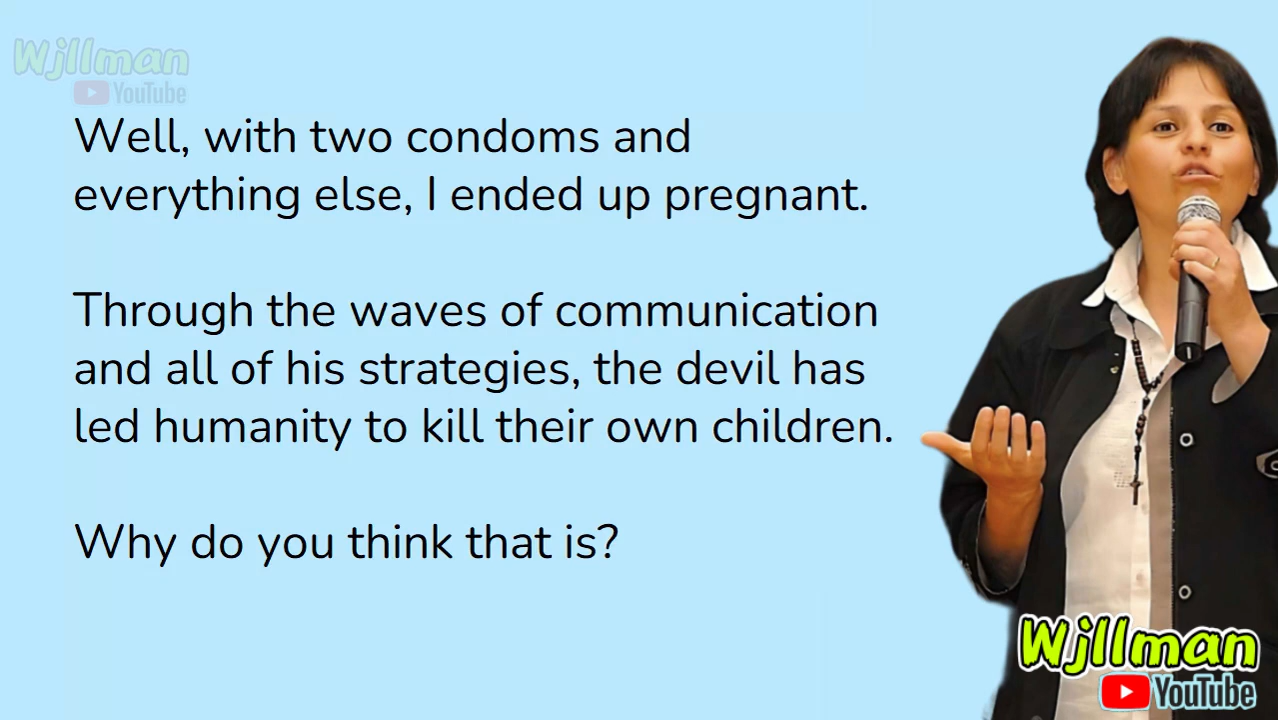 Wjllman
YouTube
Well, with two condoms and
everything else, I ended up pregnant.
Through the waves of communication
and all of his strategies, the devil has
led humanity to kill their own children.
Why do you think that is?
Wjllman
YouTube